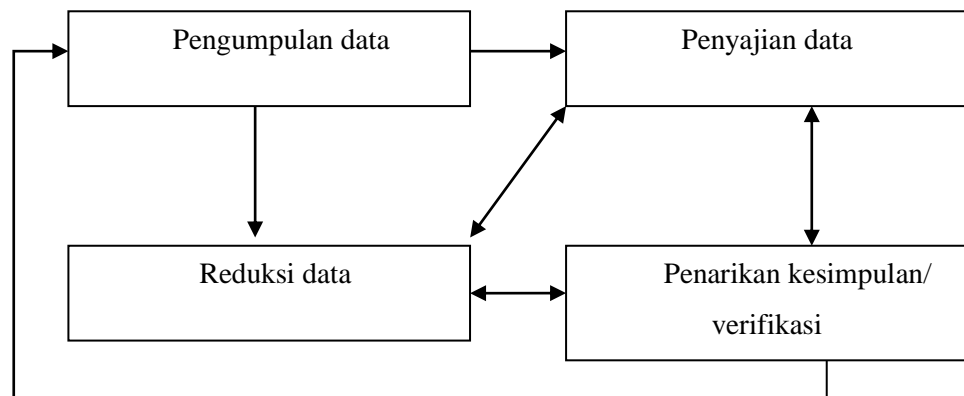 Pengumpulan data
Penyajian data
Reduksi data
Penarikan kesimpulan/
verifikasi